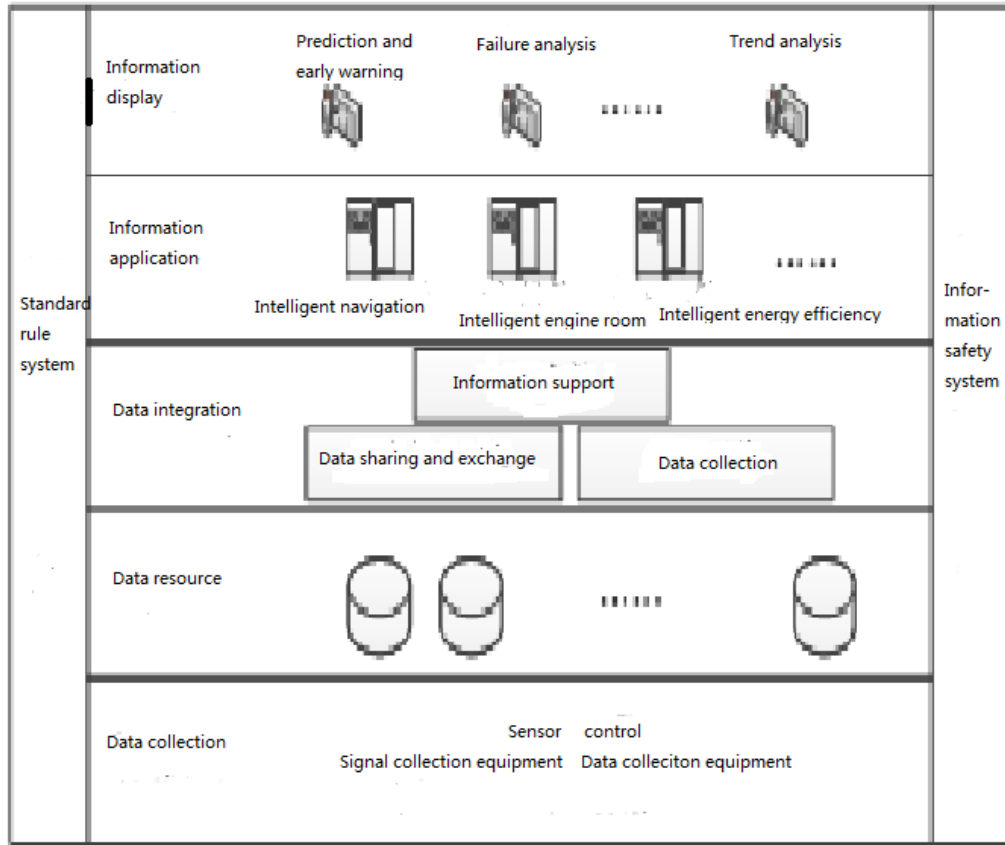 Prediction and
early warning
Failure analysis
Trend analysis
Information
display
Information
application
Intelligent navigation
Intelligent engine room
Intelligent energy efficiency
Standard
rule
system
Infor-
mation
safety
system
Information support
Data integration
Data sharing and exchange
Data collection
Data resource
Data collection
Sensor control
Signal collection equipment Data colleciton equipment